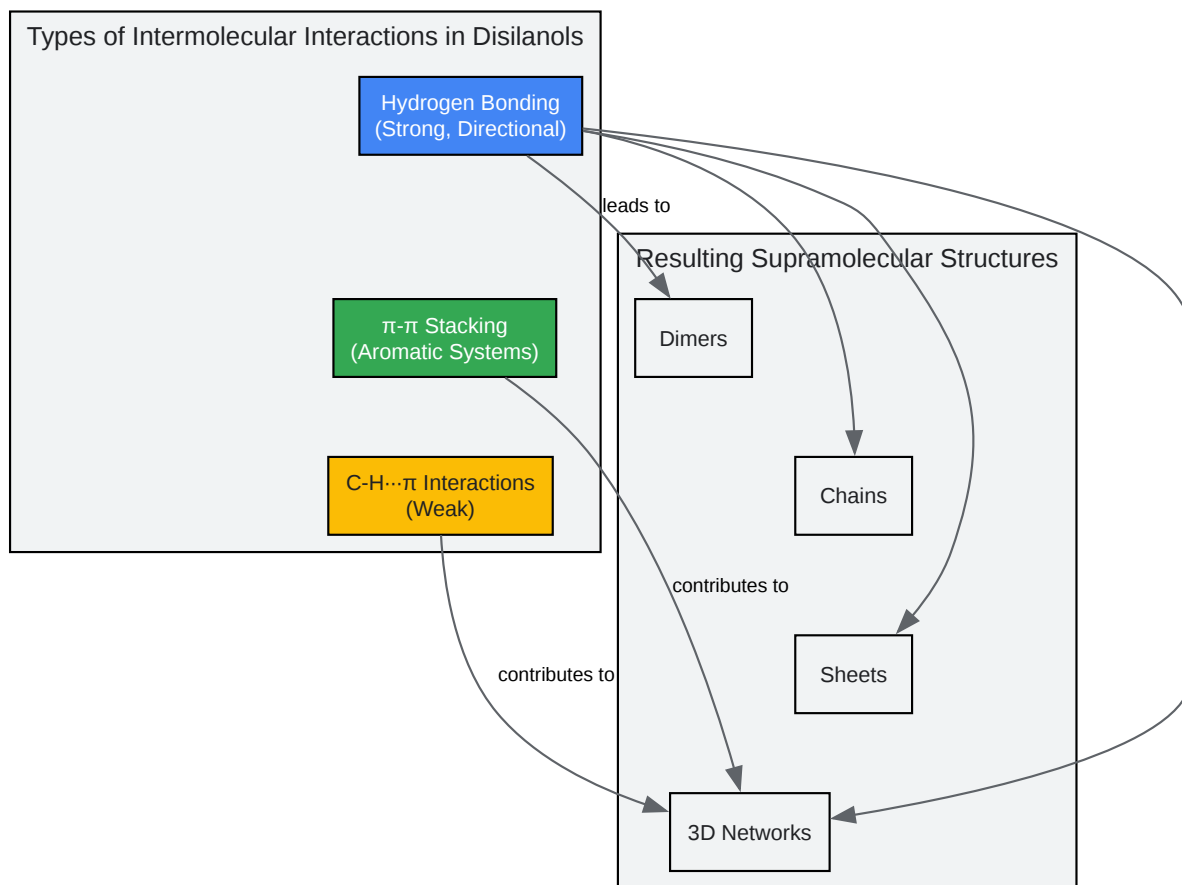 Types of Intermolecular Interactions in Disilanols
Hydrogen Bonding
(Strong, Directional)
leads to
Resulting Supramolecular Structures
π-π Stacking
(Aromatic Systems)
Dimers
C-H···π Interactions
(Weak)
Chains
contributes to
contributes to
Sheets
3D Networks